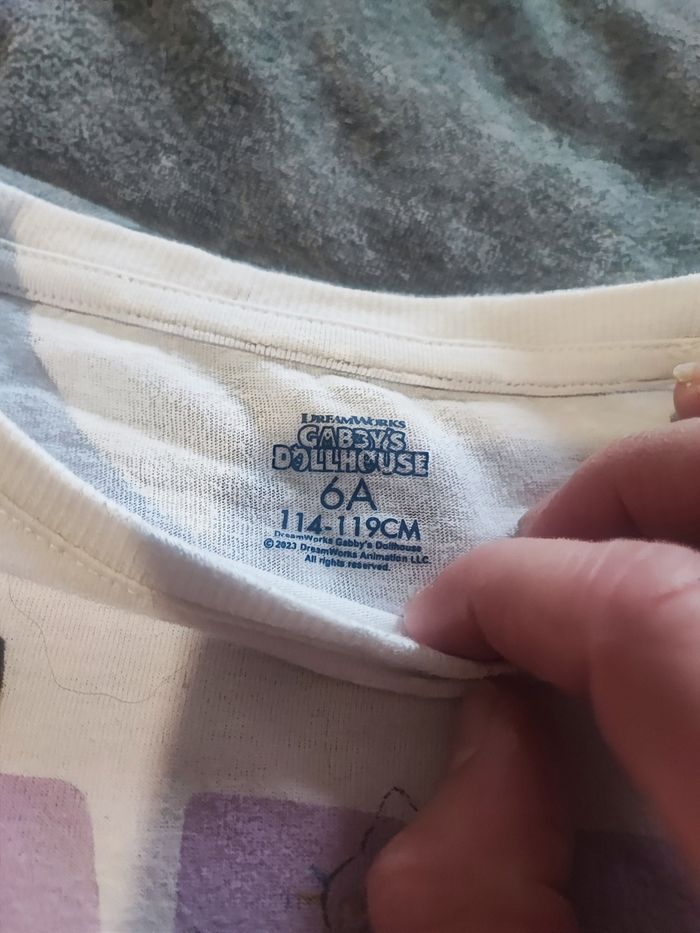 DREAMWORKS
GABBY'S
DOLLHOUSE
6A
114-119CM
DreamWorks Gabby's Dollhouse
© 2023 DreamWorks Animation LLC.
All rights reserved.